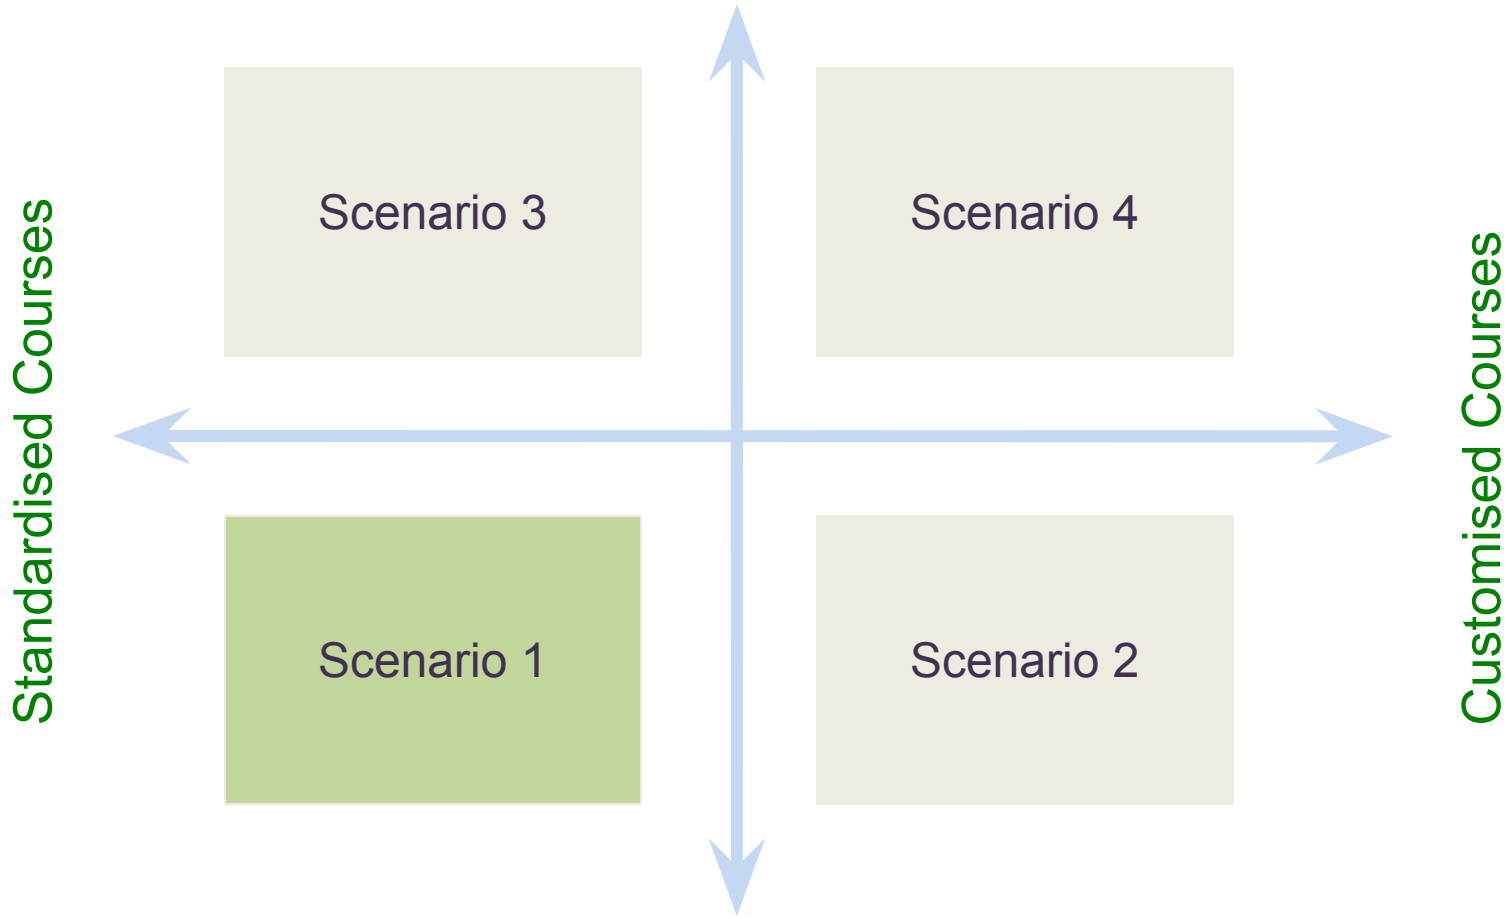 Standardised Courses
Scenario 3
Scenario 4
Scenario 1
Scenario 2
Customised Courses